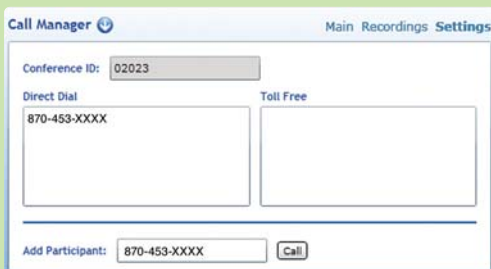 Call Manager
Main Recordings Settings
Conference ID: 02023
Direct Dial
Toll Free
870-453-XXXX
Add Participant: 870-453-XXXX Call